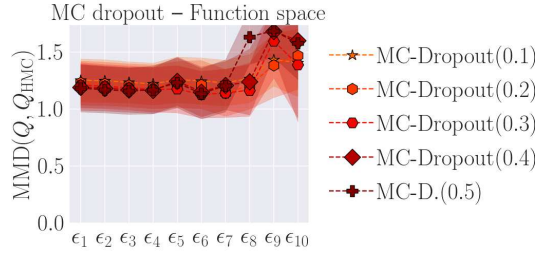 MC dropout – Function space
MMD(Q, Q_HMC)
1.5
1.0
0.5
0.0
ϵ1 ϵ2 ϵ3 ϵ4 ϵ5 ϵ6 ϵ7 ϵ8 ϵ9 ϵ10
MC-Dropout(0.1)
MC-Dropout(0.2)
MC-Dropout(0.3)
MC-Dropout(0.4)
MC-D.(0.5)